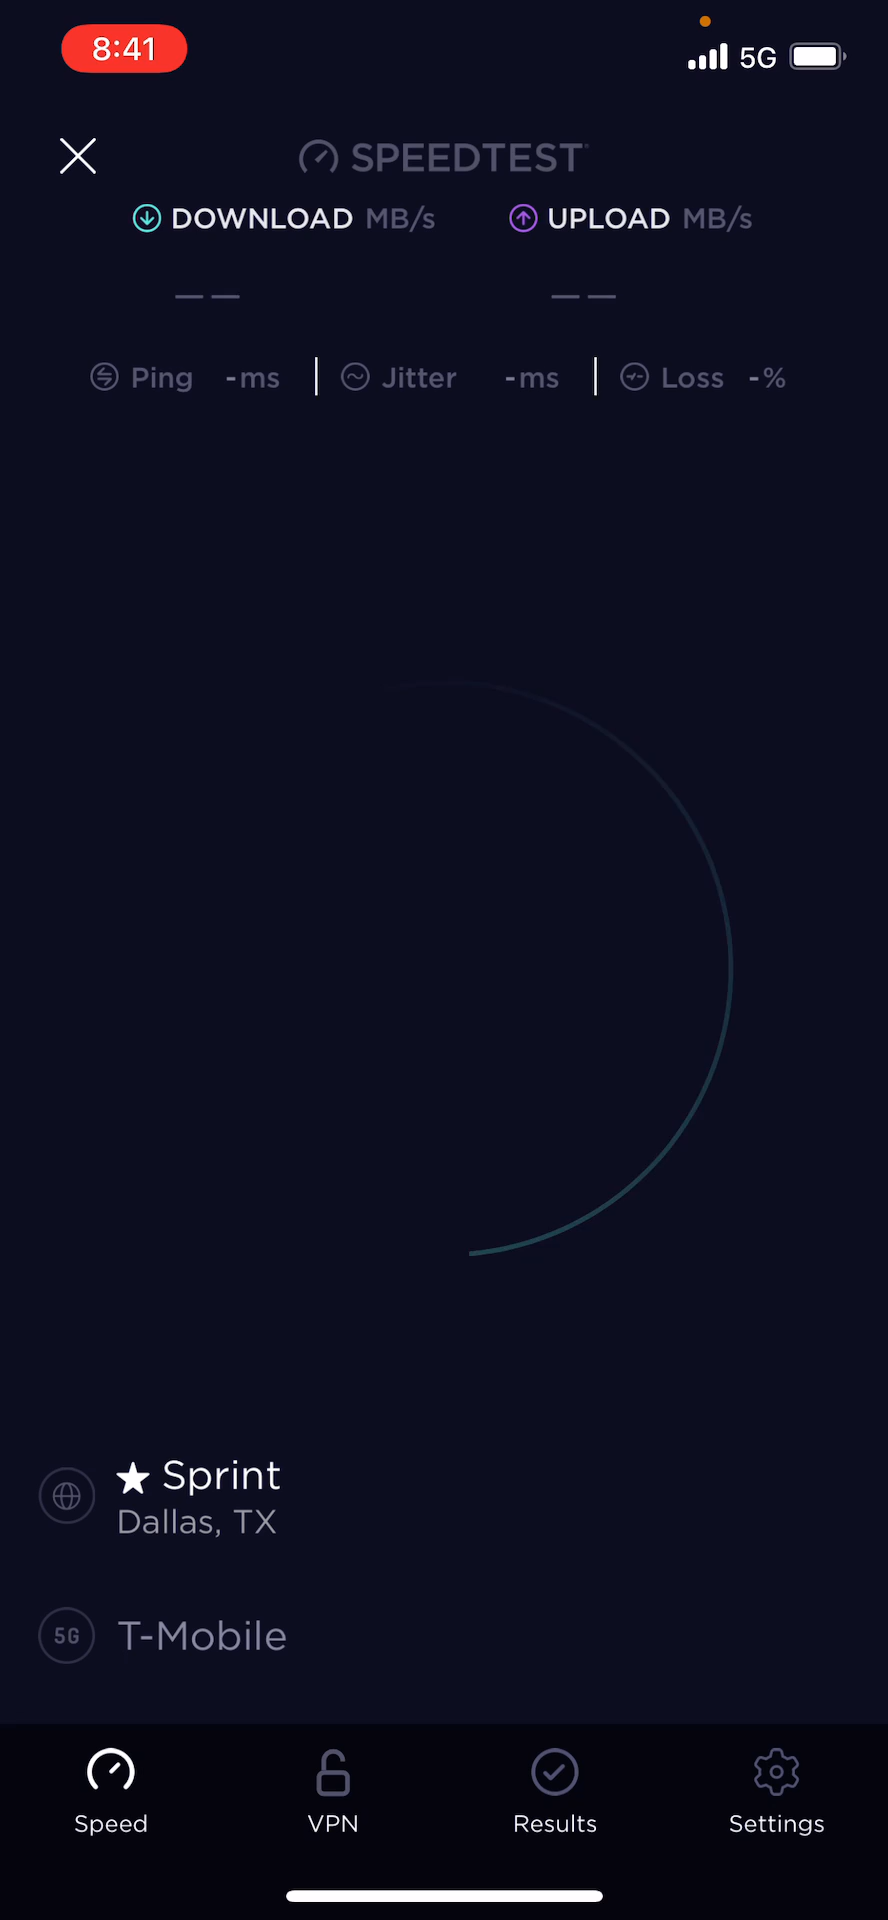 8:41 5G
SPEEDTEST
DOWNLOAD MB/s UPLOAD MB/s
— — — —
Ping -ms Jitter -ms Loss -%
★ Sprint
Dallas, TX
5G T-Mobile
Speed VPN Results Settings